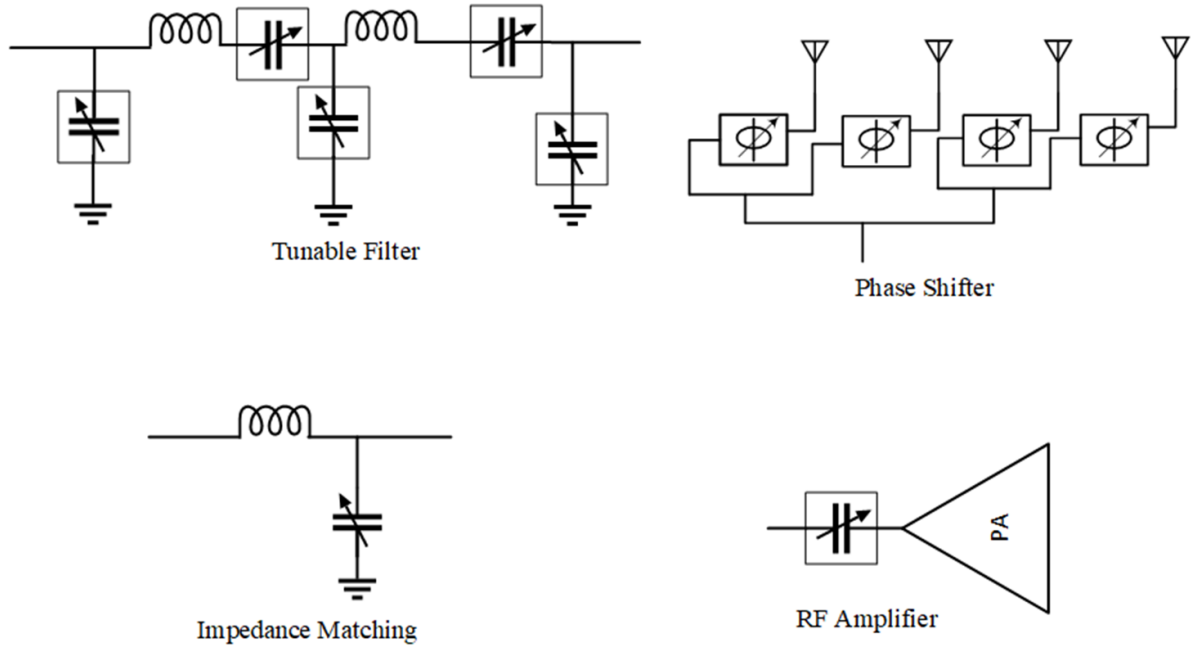 Tunable Filter
Phase Shifter
Impedance Matching
PA
RF Amplifier